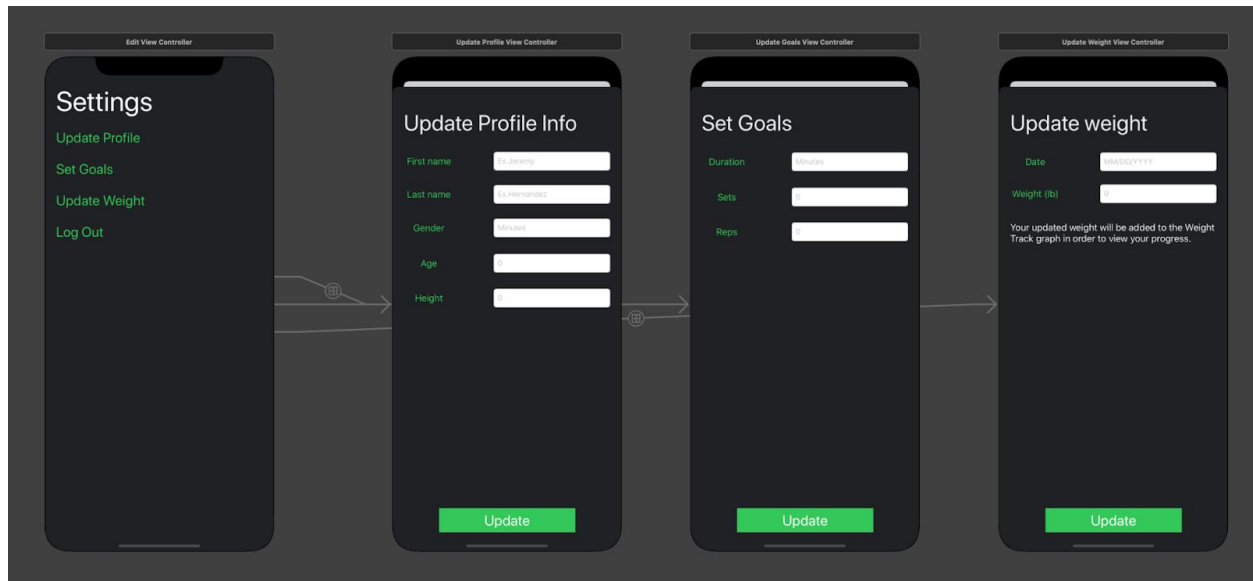 Edit View Controller
Settings
Update Profile
Set Goals
Update Weight
Log Out
Update Profile View Controller
Update Profile Info
First name
Ex.Jeremy
Last name
Ex.Hernandez
Gender
Minutes
Age
0
Height
0
Update
Update Goals View Controller
Set Goals
Duration
Minutes
Sets
0
Reps
0
Update
Update Weight View Controller
Update weight
Date
MM/DD/YYYY
Weight (lb)
0
Your updated weight will be added to the Weight
Track graph in order to view your progress.
Update